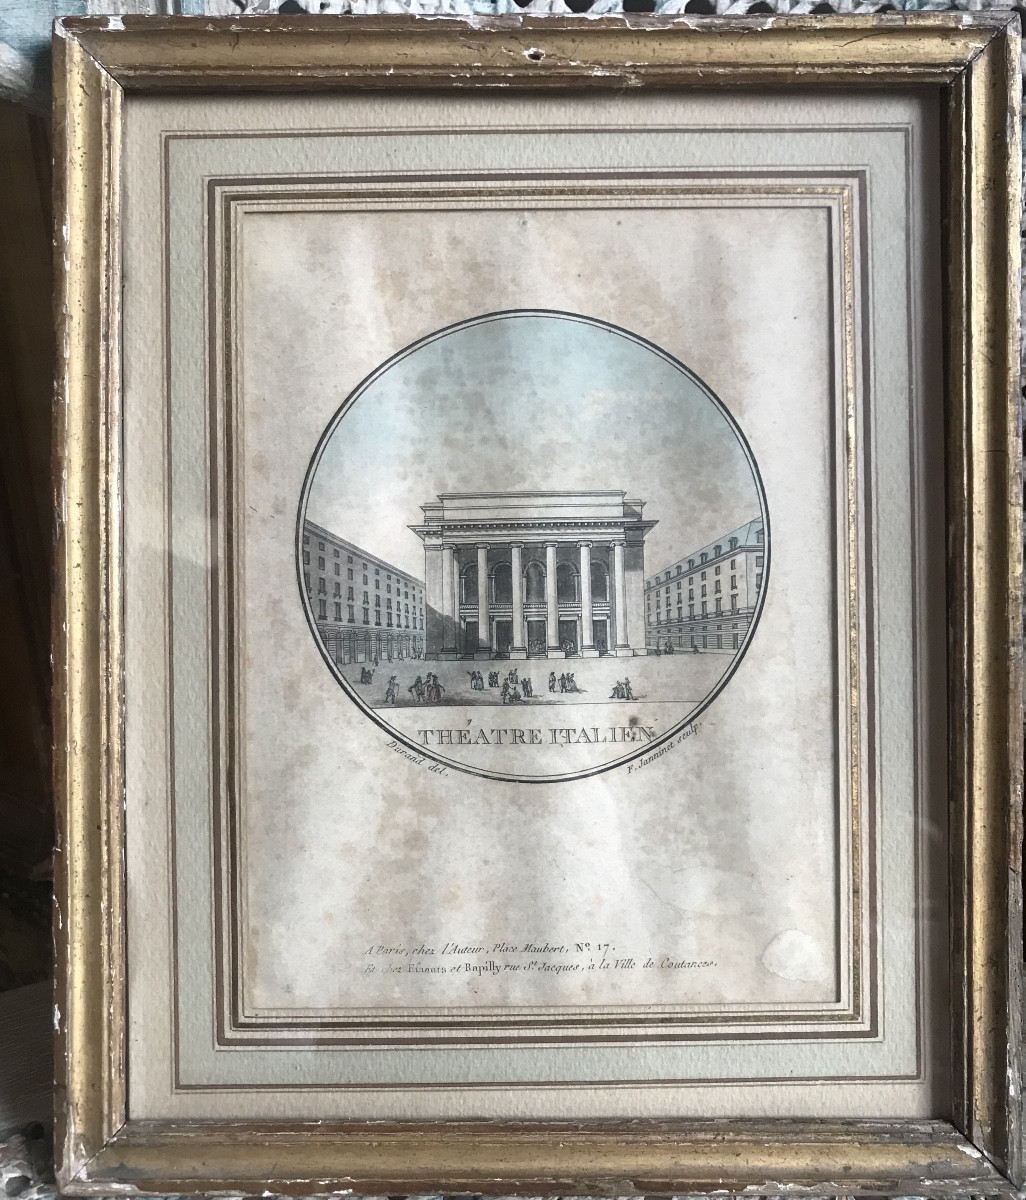 THÉATRE ITALIEN
Durand del.
F. Janninet sculp.
A Paris, chez l'Auteur, Place Maubert, Nº. 17.
Et chez Esnauts et Rapilly rue St. Jacques, à la Ville de Coutances.